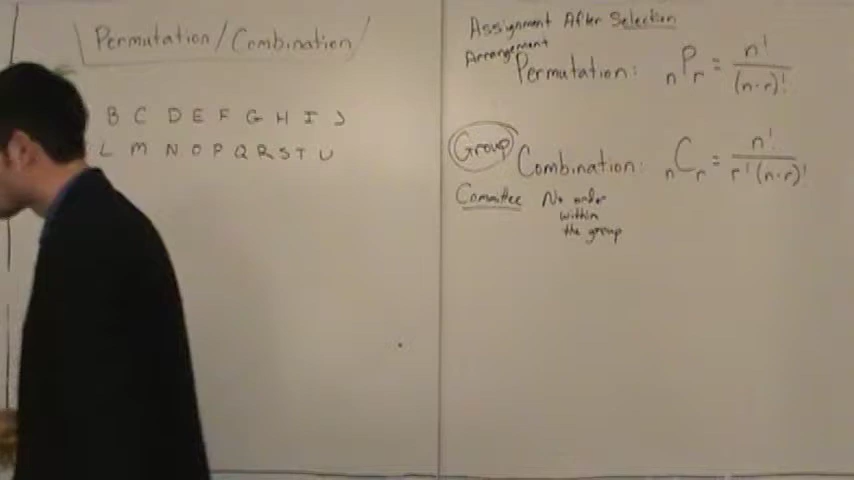 Permutation/Combination
B C D E F G H I J
L M N O P Q R S T U
Assignment After Selection
Arrangement
Permutation: nPr = n! / (n-r)!
Group Combination: nCr = n! / r!(n-r)!
Committee No order
within
the group